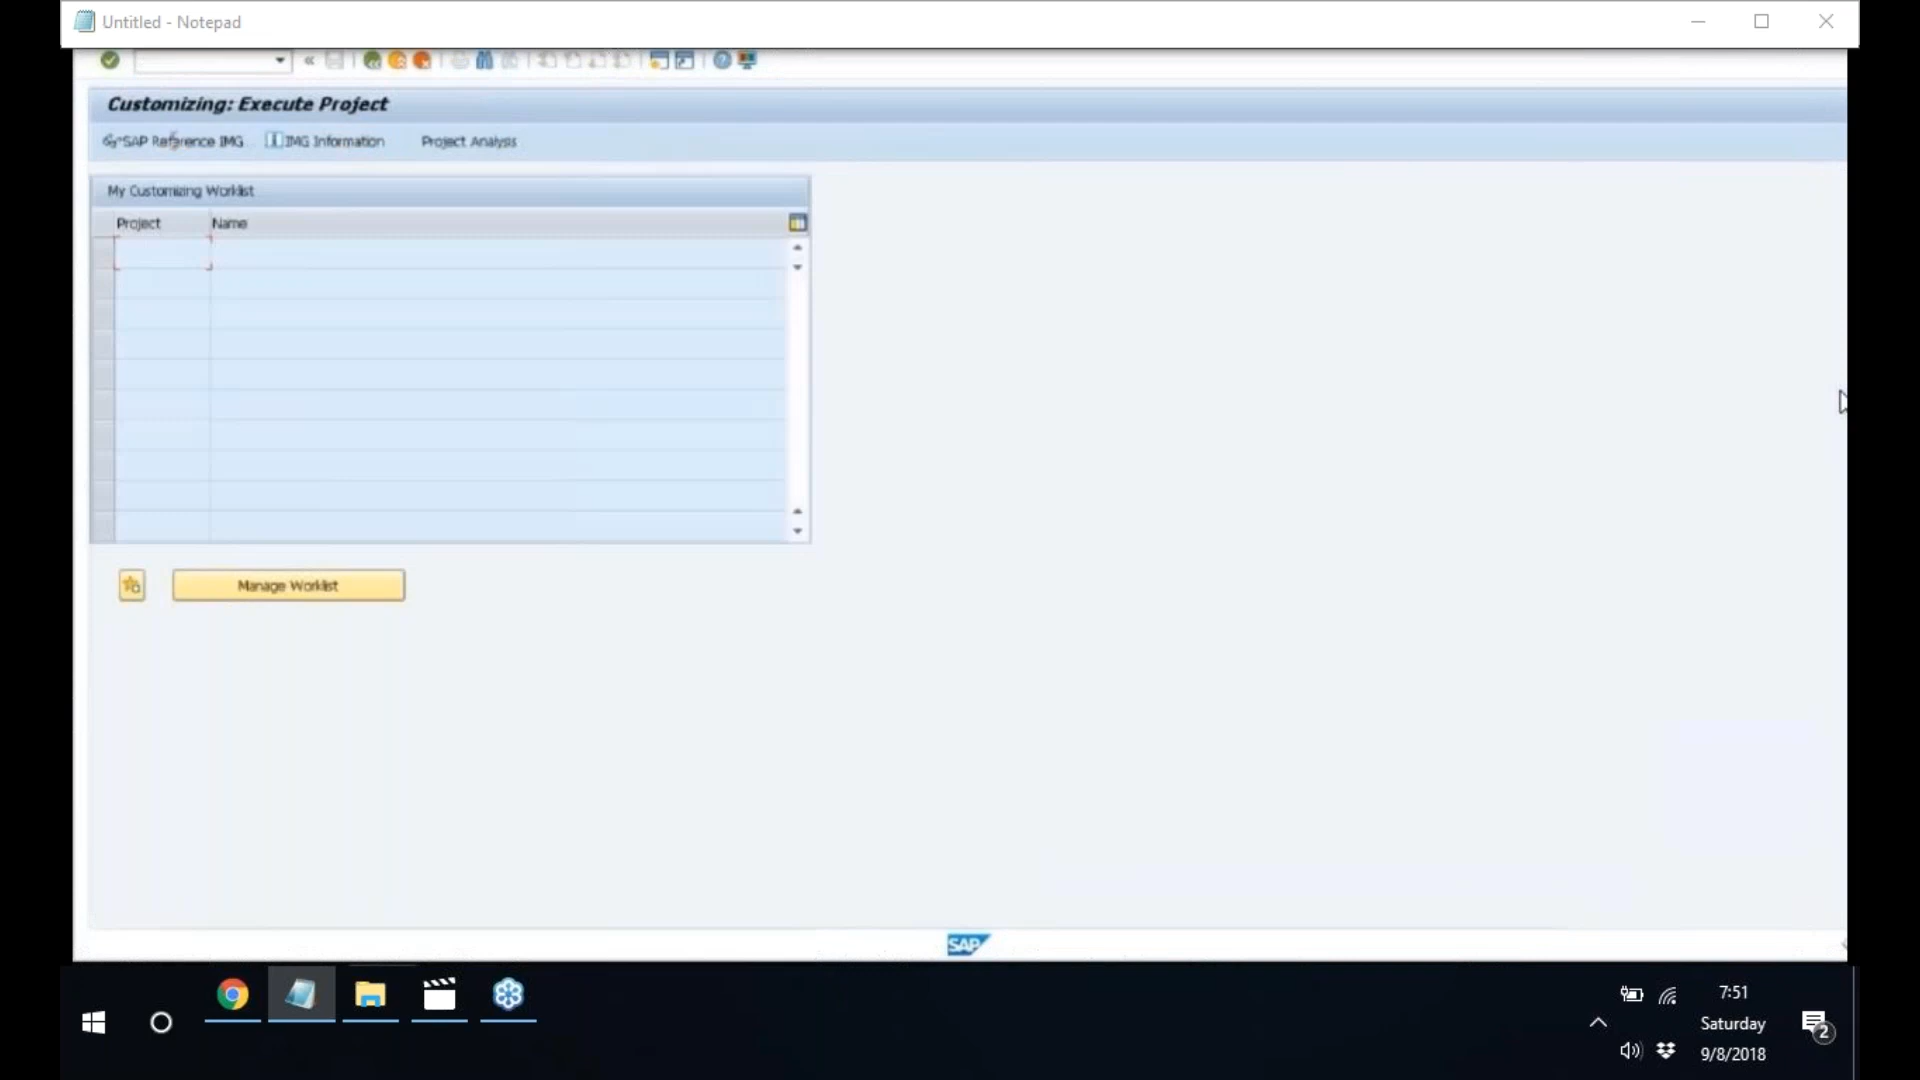 Untitled - Notepad
Customizing: Execute Project
SAP Reference IMG IMG Information Project Analysis
My Customizing Worklist
Project Name
Manage Worklist
SAP
7:51
Saturday
2
9/8/2018